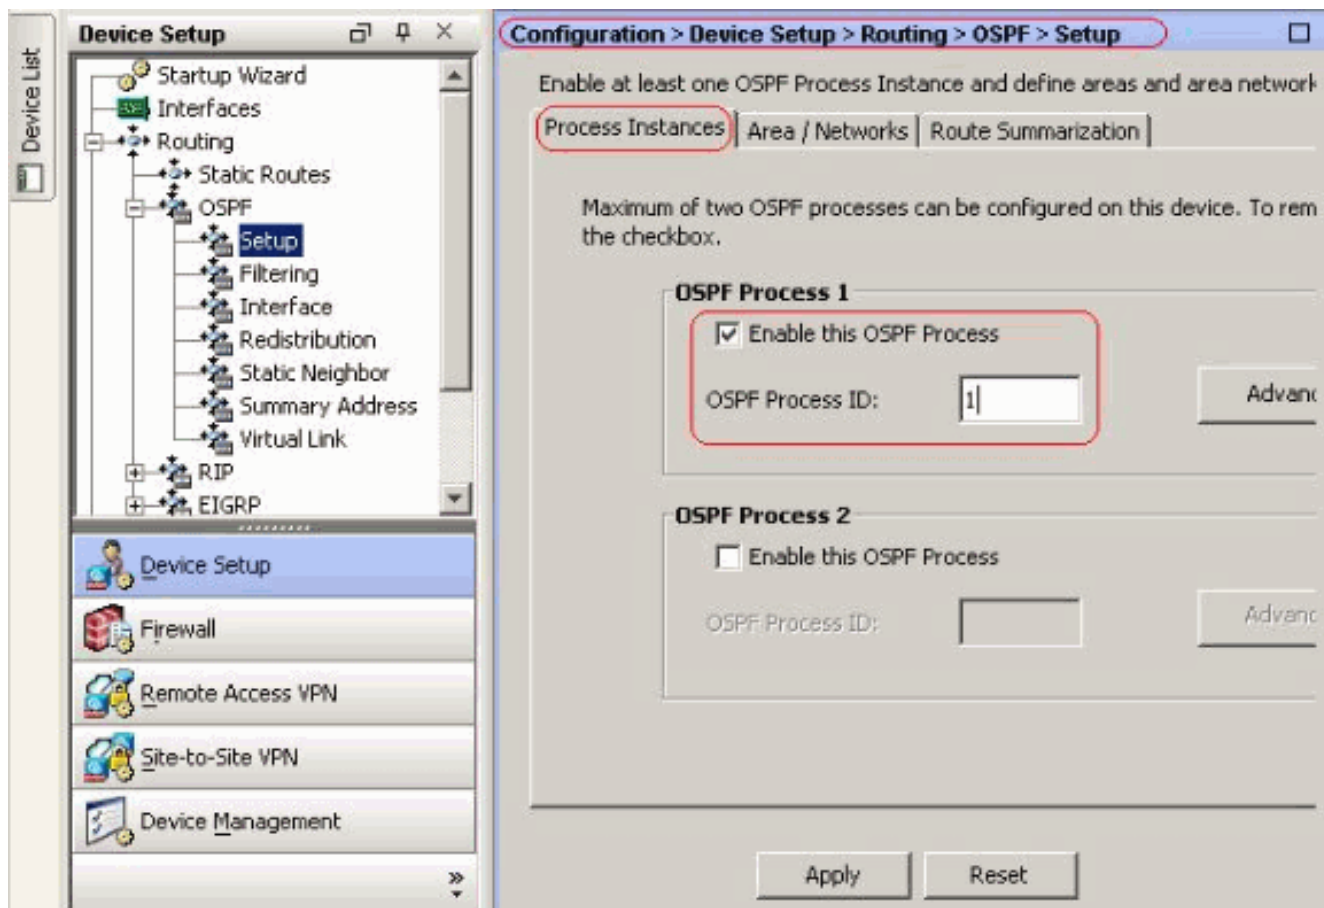 Device List
Device Setup
Startup Wizard
Interfaces
Routing
Static Routes
OSPF
Setup
Filtering
Interface
Redistribution
Static Neighbor
Summary Address
Virtual Link
RIP
EIGRP
Device Setup
Firewall
Remote Access VPN
Site-to-Site VPN
Device Management
Configuration > Device Setup > Routing > OSPF > Setup
Enable at least one OSPF Process Instance and define areas and area network
Process Instances
Area / Networks
Route Summarization
Maximum of two OSPF processes can be configured on this device. To rem
the checkbox.
OSPF Process 1
Enable this OSPF Process
OSPF Process ID:
1
Advanc
OSPF Process 2
Enable this OSPF Process
OSPF Process ID:
Advanc
Apply
Reset